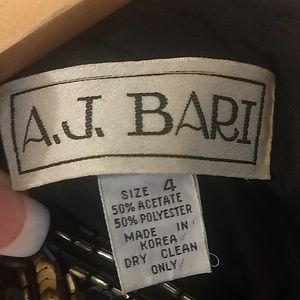 A.J. BARI
SIZE 4
50% ACETATE
50% POLYESTER
MADE IN
KOREA
DRY CLEAN
ONLY